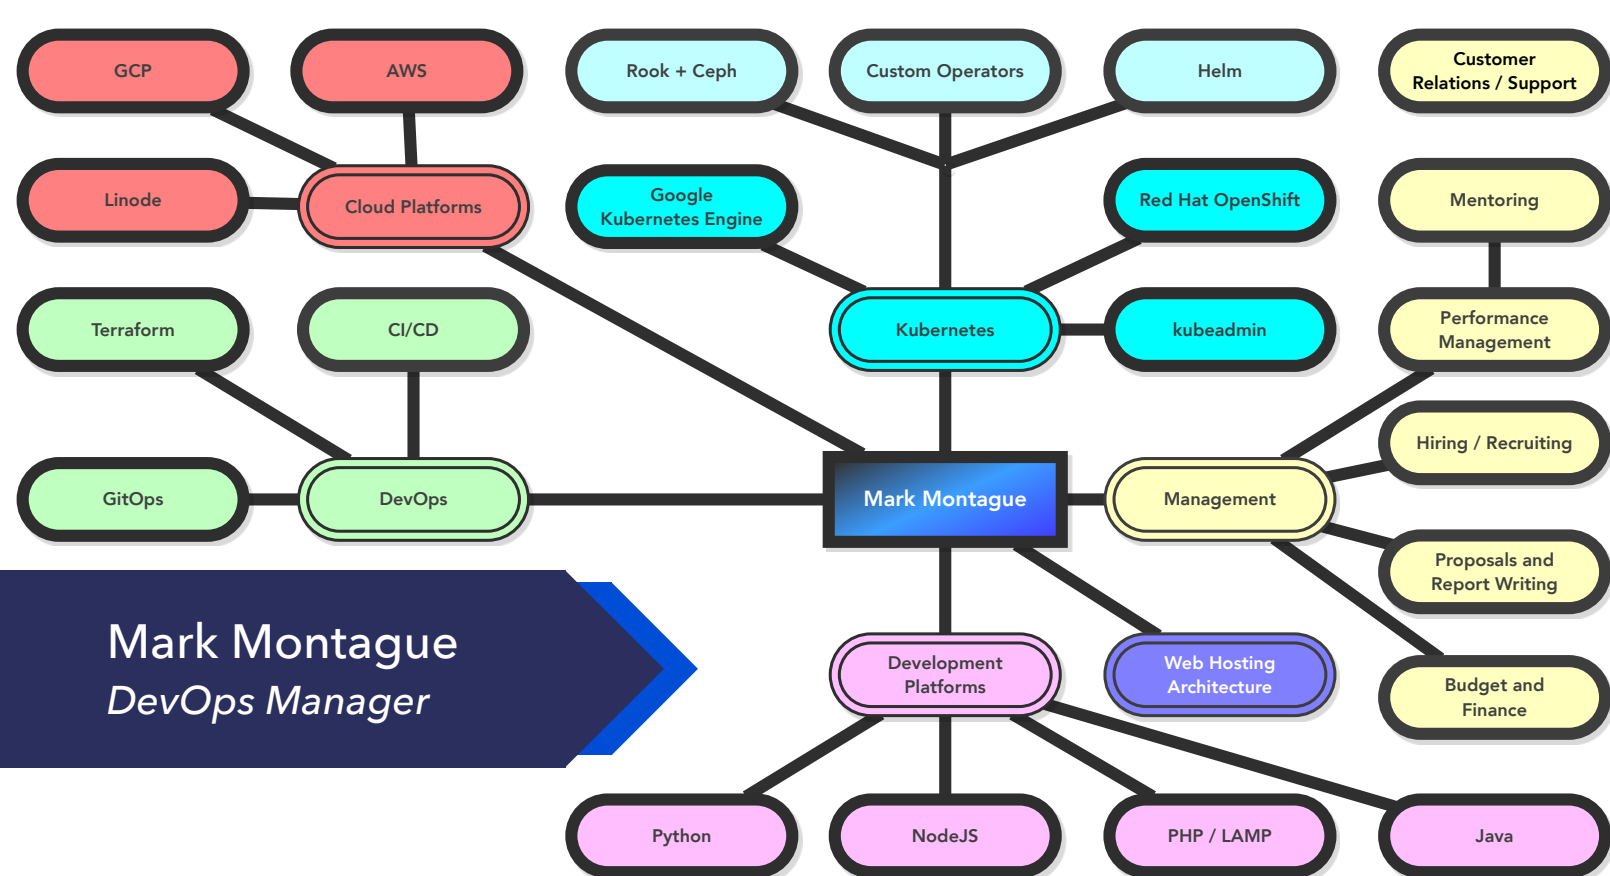 GCP
AWS
Rook + Ceph
Custom Operators
Helm
Customer
Relations / Support
Linode
Cloud Platforms
Google
Kubernetes Engine
Red Hat OpenShift
Mentoring
Terraform
CI/CD
Kubernetes
kubeadmin
Performance
Management
Hiring / Recruiting
GitOps
DevOps
Mark Montague
Management
Proposals and
Report Writing
Mark Montague
DevOps Manager
Development
Platforms
Web Hosting
Architecture
Budget and
Finance
Python
NodeJS
PHP / LAMP
Java